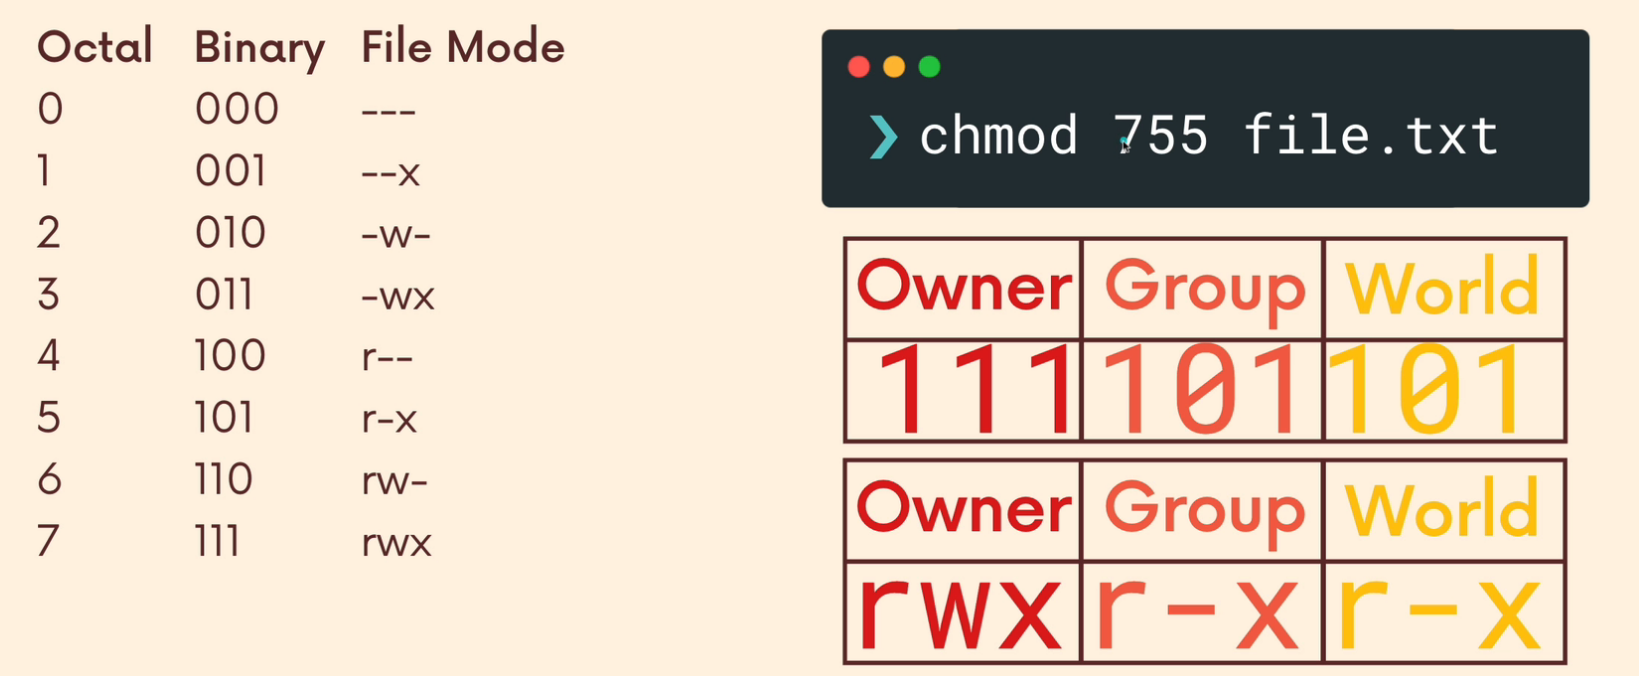 Octal Binary File Mode
0 000 ---
1 001 --x
2 010 -w-
3 011 -wx
4 100 r--
5 101 r-x
6 110 rw-
7 111 rwx
❯ chmod 755 file.txt
Owner Group World
111 101 101
Owner Group World
rwx r-x r-x